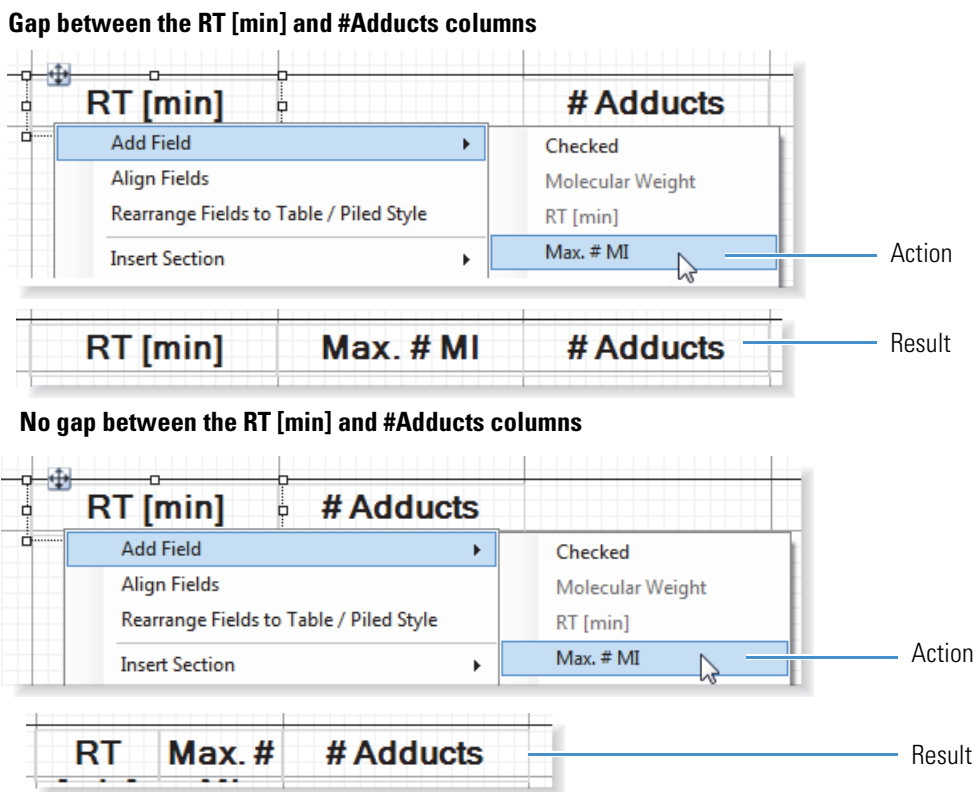 Gap between the RT [min] and #Adducts columns
RT [min] # Adducts
Add Field Checked
Align Fields Molecular Weight
Rearrange Fields to Table / Piled Style RT [min]
Insert Section Max. # MI Action
RT [min] Max. # MI # Adducts Result
No gap between the RT [min] and #Adducts columns
RT [min] # Adducts
Add Field Checked
Align Fields Molecular Weight
Rearrange Fields to Table / Piled Style RT [min]
Insert Section Max. # MI Action
RT Max. # # Adducts Result